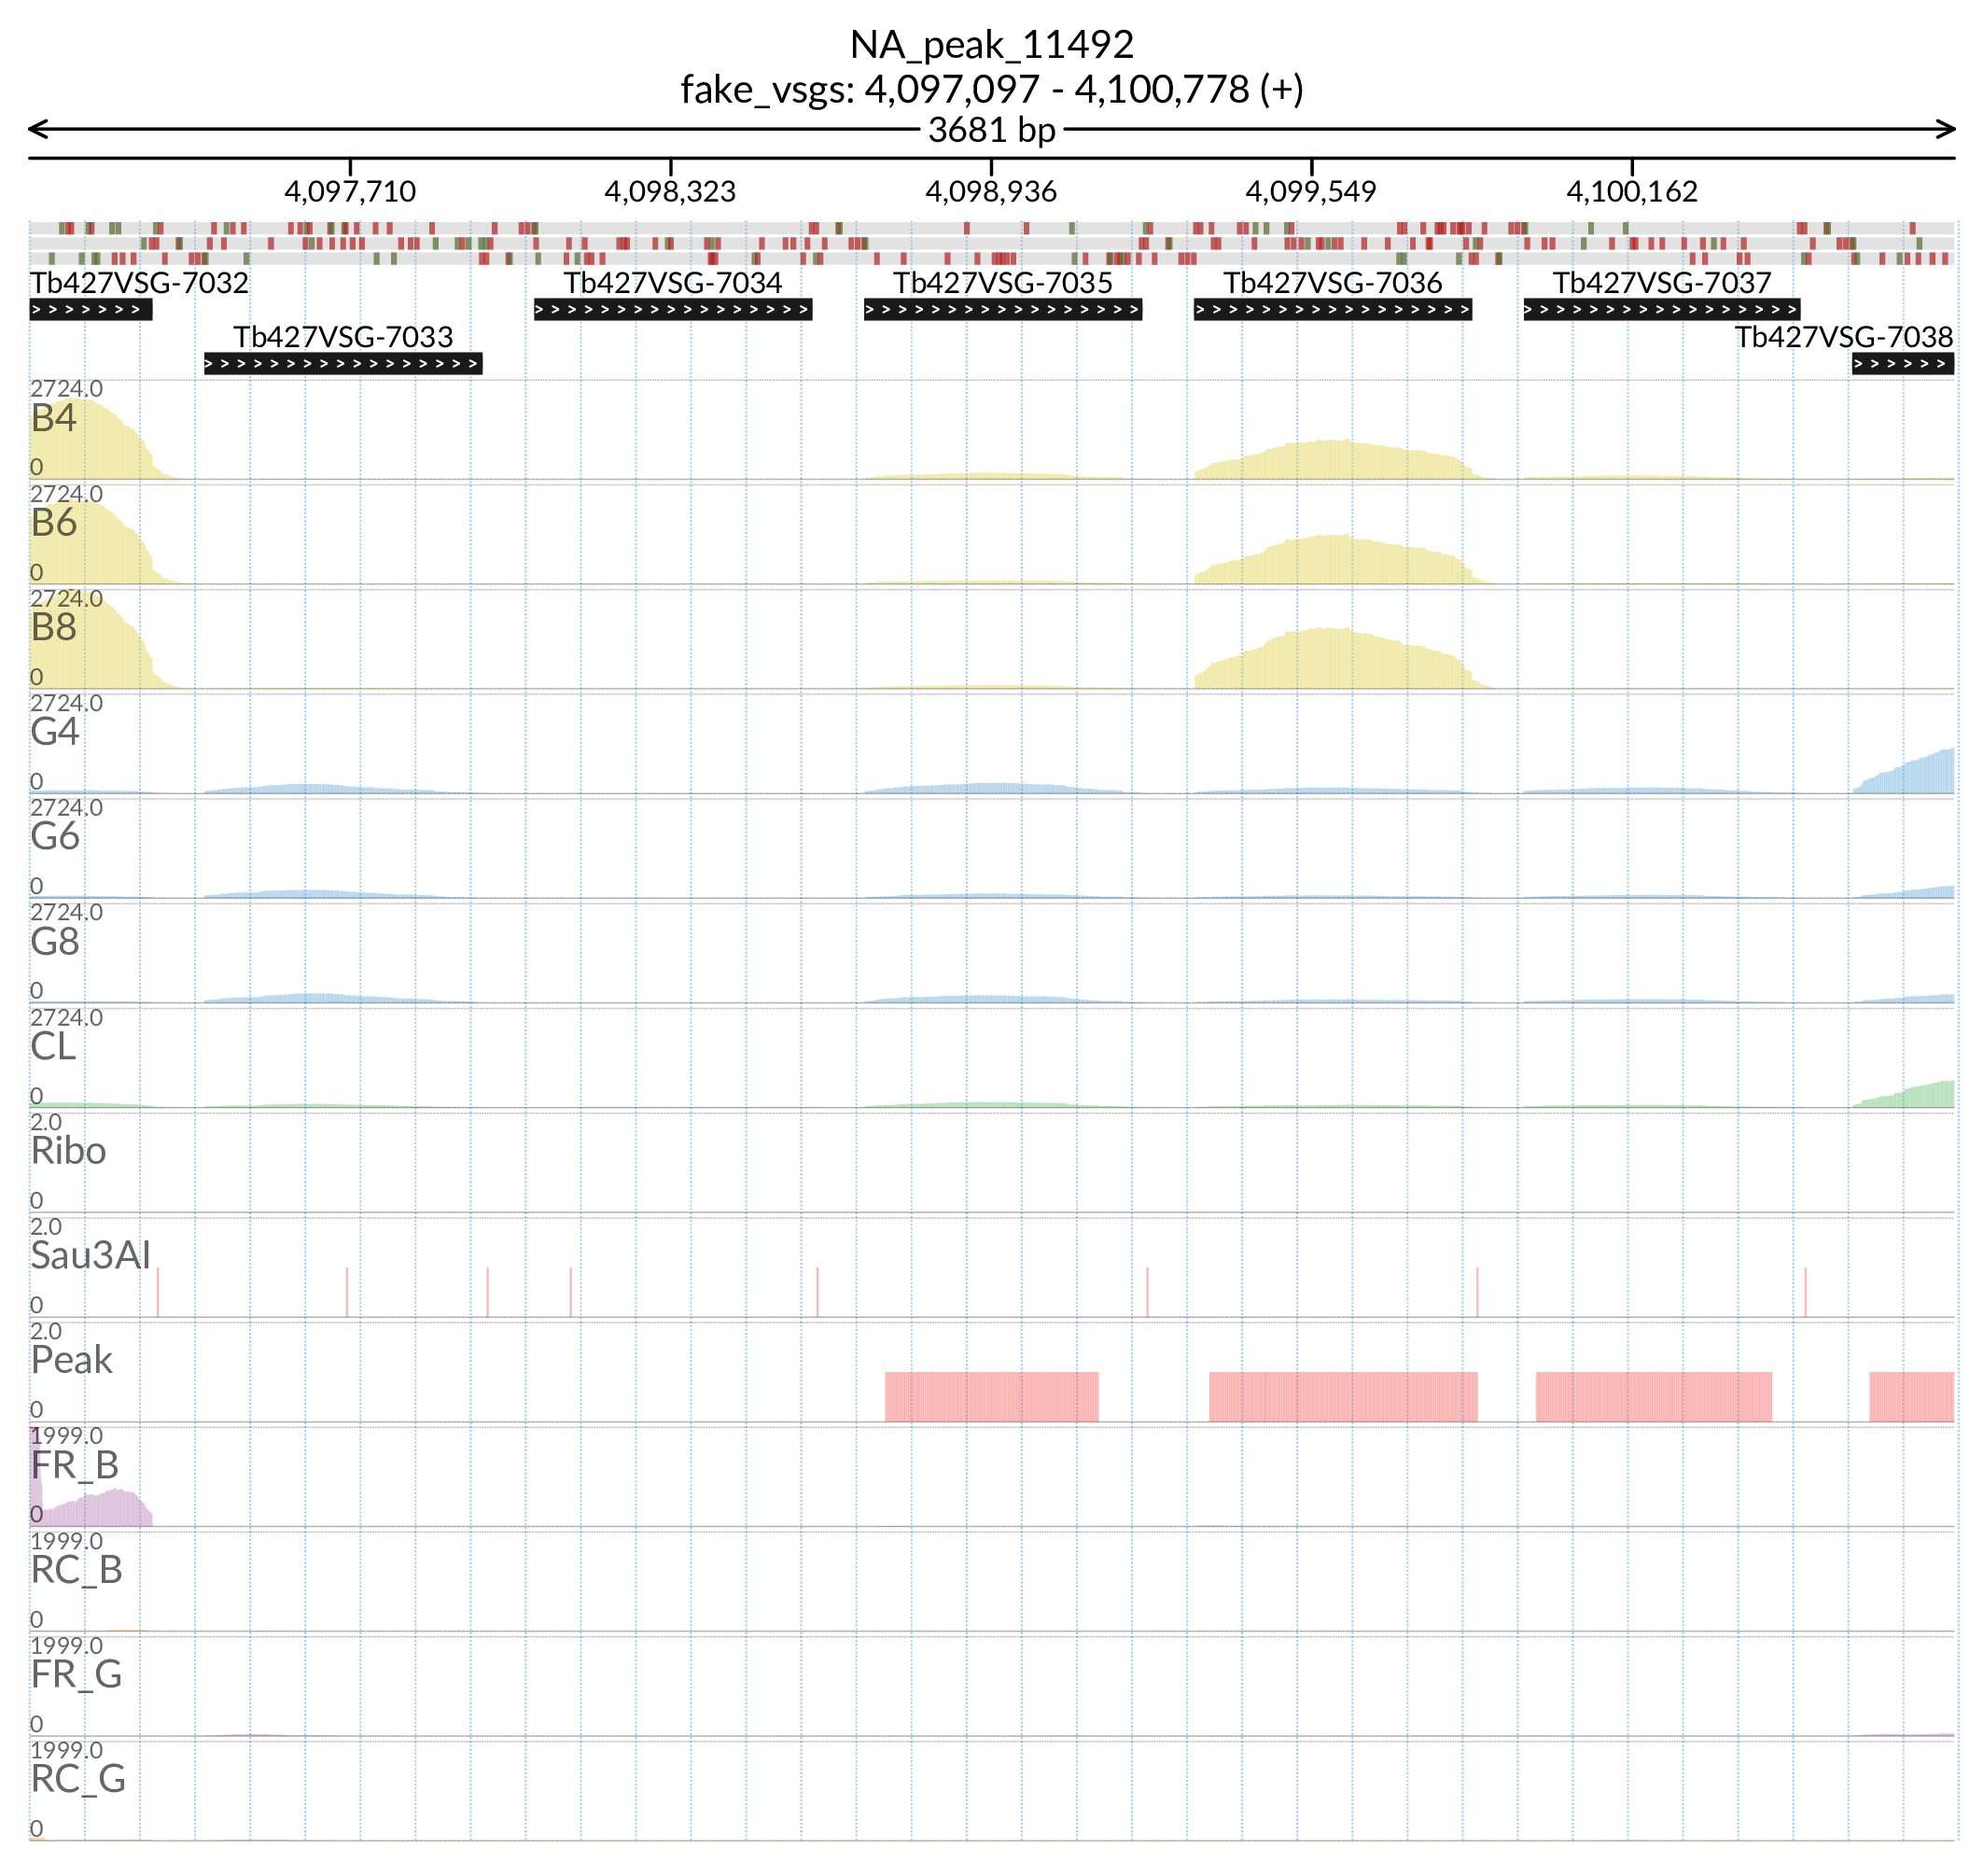 NA_peak_11492
fake_vsgs: 4,097,097 - 4,100,778 (+)
3681 bp
4,097,710 4,098,323 4,098,936 4,099,549 4,100,162
Tb427VSG-7032 Tb427VSG-7034 Tb427VSG-7035 Tb427VSG-7036 Tb427VSG-7037
Tb427VSG-7033 Tb427VSG-7038
2724.0
B4
0
2724.0
B6
0
2724.0
B8
0
2724.0
G4
0
2724.0
G6
0
2724.0
G8
0
2724.0
CL
0
2.0
Ribo
0
2.0
Sau3AI
0
2.0
Peak
0
1999.0
FR_B
0
1999.0
RC_B
0
1999.0
FR_G
0
1999.0
RC_G
0